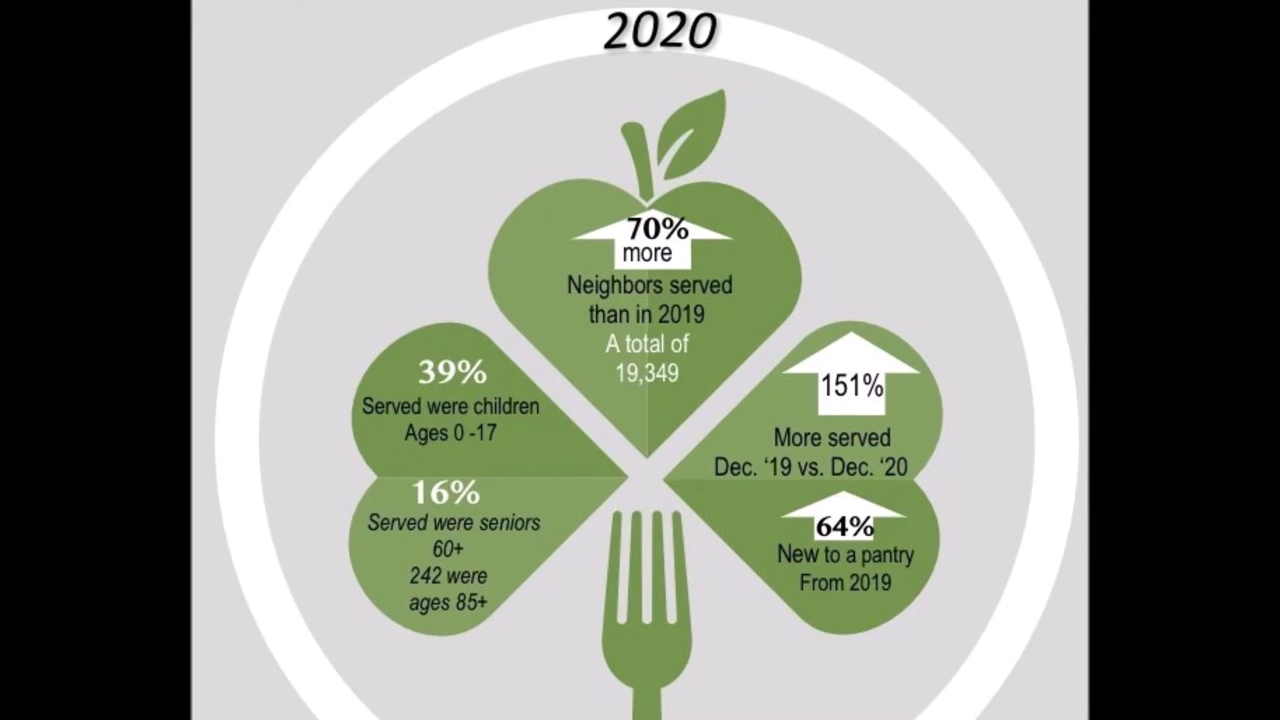 2020
70%
more
Neighbors served
than in 2019
A total of
19,349
39%
Served were children
Ages 0 -17
16%
Served were seniors
60+
242 were
ages 85+
151%
More served
Dec. ‘19 vs. Dec. ‘20
64%
New to a pantry
From 2019